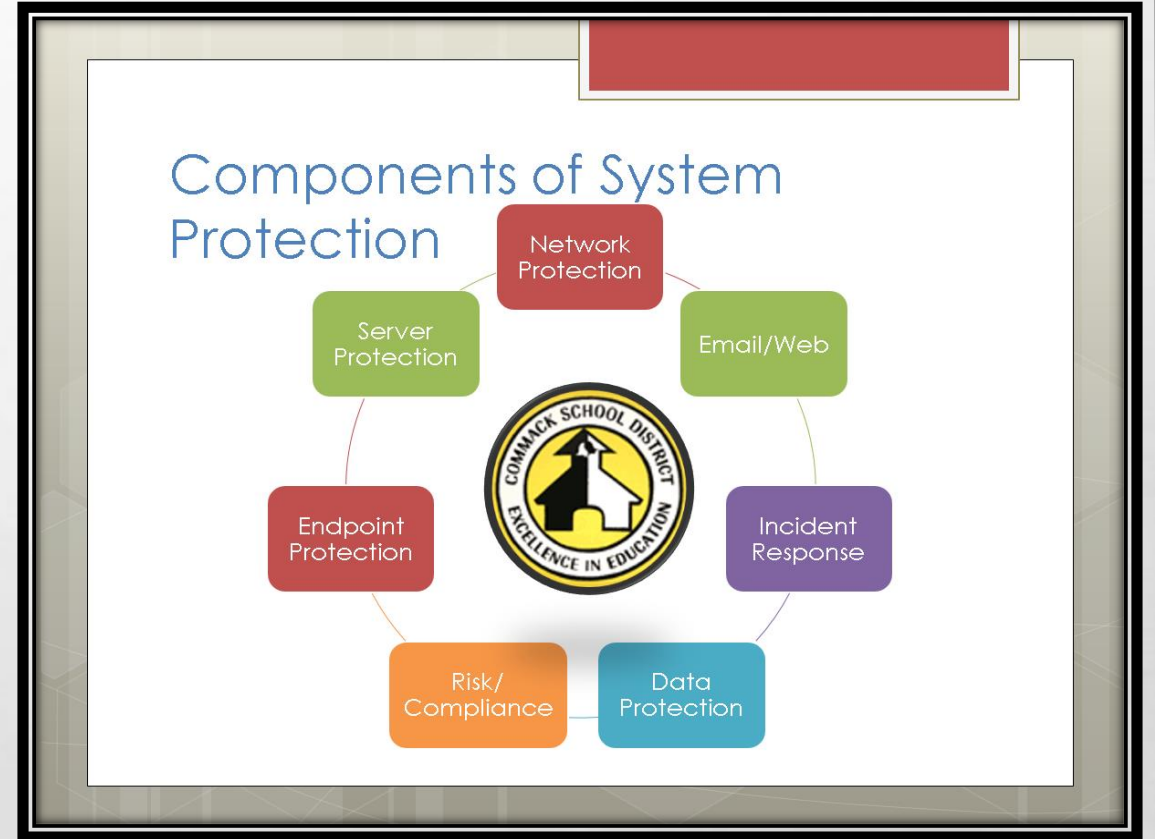 Components of System
Protection
Network
Protection
Email/Web
Incident
Response
Data
Protection
Risk/
Compliance
Endpoint
Protection
Server
Protection
COMMACK SCHOOL DISTRICT
EXCELLENCE IN EDUCATION